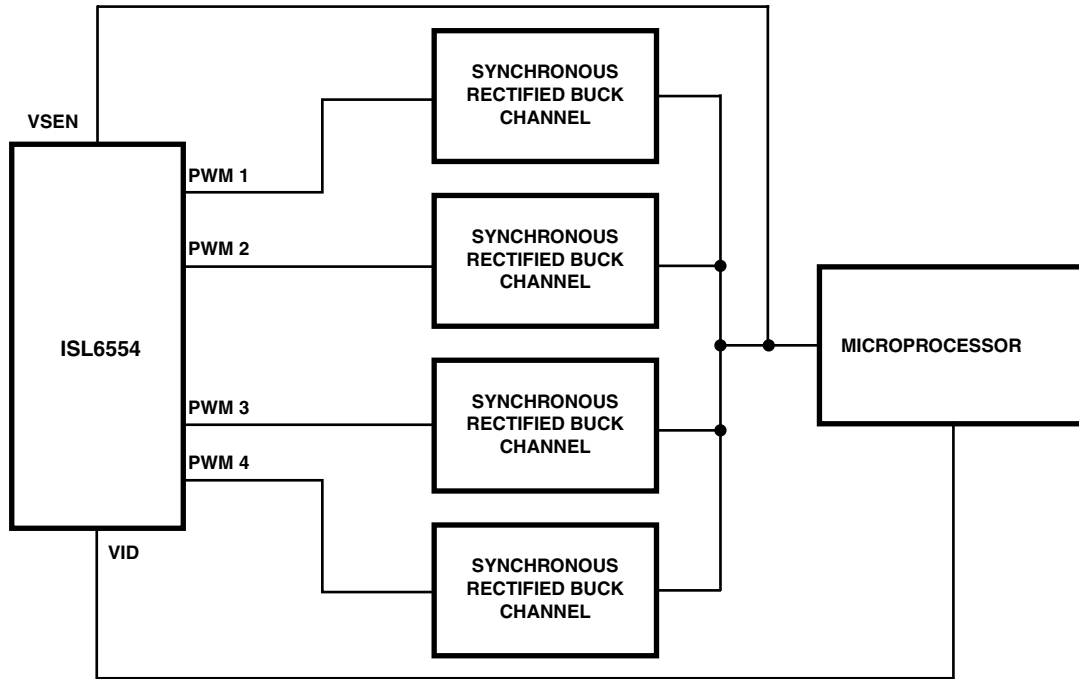 VSEN
ISL6554
PWM 1
PWM 2
PWM 3
PWM 4
VID
SYNCHRONOUS
RECTIFIED BUCK
CHANNEL
SYNCHRONOUS
RECTIFIED BUCK
CHANNEL
SYNCHRONOUS
RECTIFIED BUCK
CHANNEL
SYNCHRONOUS
RECTIFIED BUCK
CHANNEL
MICROPROCESSOR